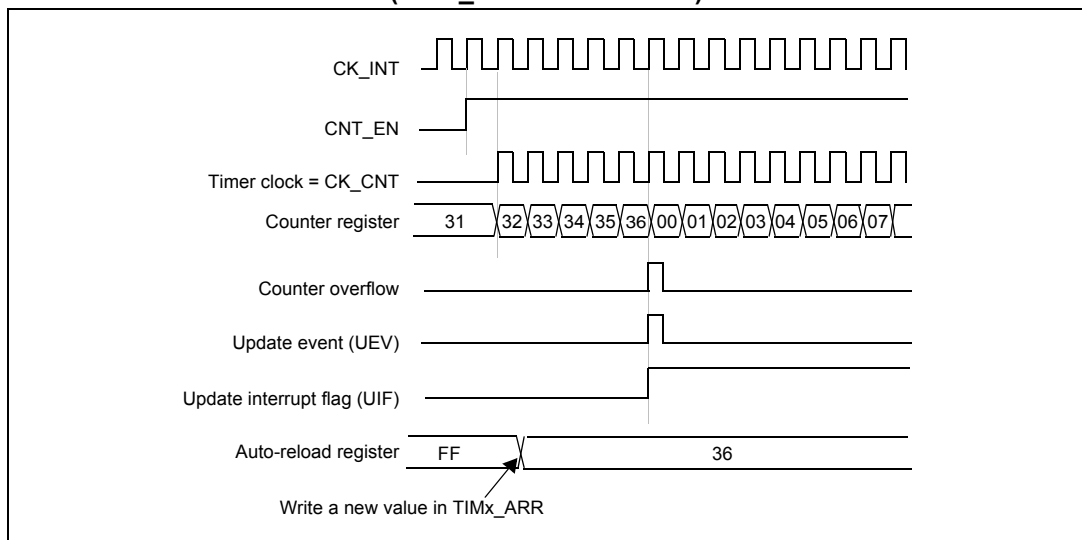 CK_INT
CNT_EN
Timer clock = CK_CNT
Counter register 31 32 33 34 35 36 00 01 02 03 04 05 06 07
Counter overflow
Update event (UEV)
Update interrupt flag (UIF)
Auto-reload register FF 36
Write a new value in TIMx_ARR